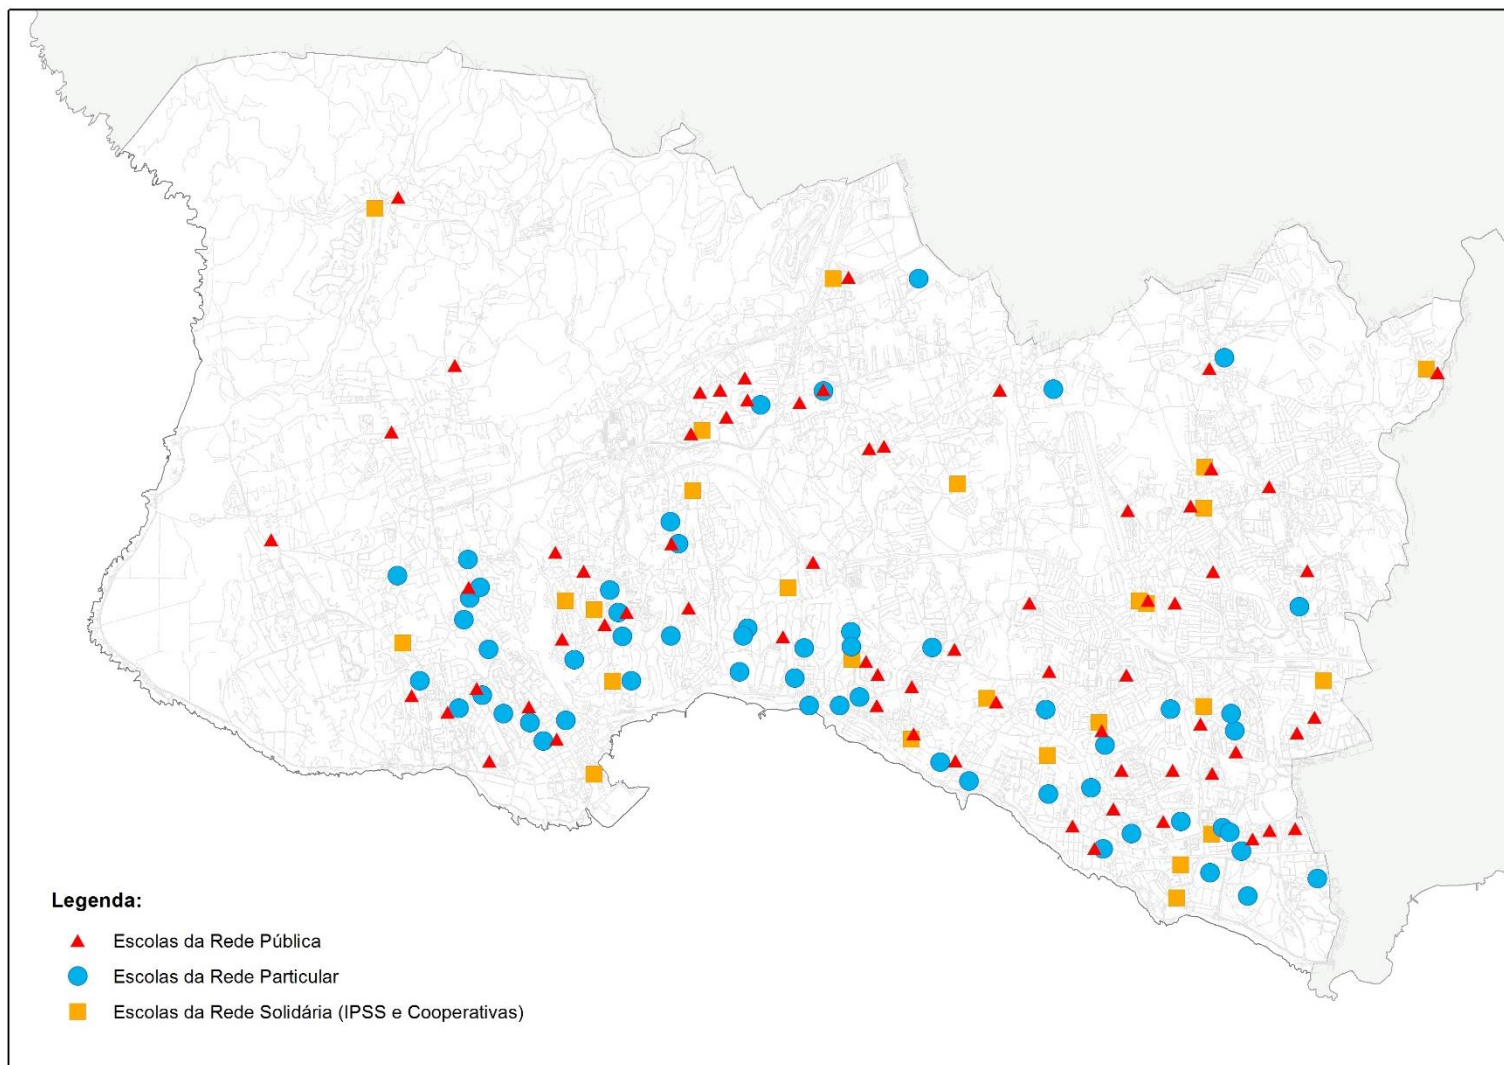 Legenda:
Escolas da Rede Pública
Escolas da Rede Particular
Escolas da Rede Solidária (IPSS e Cooperativas)